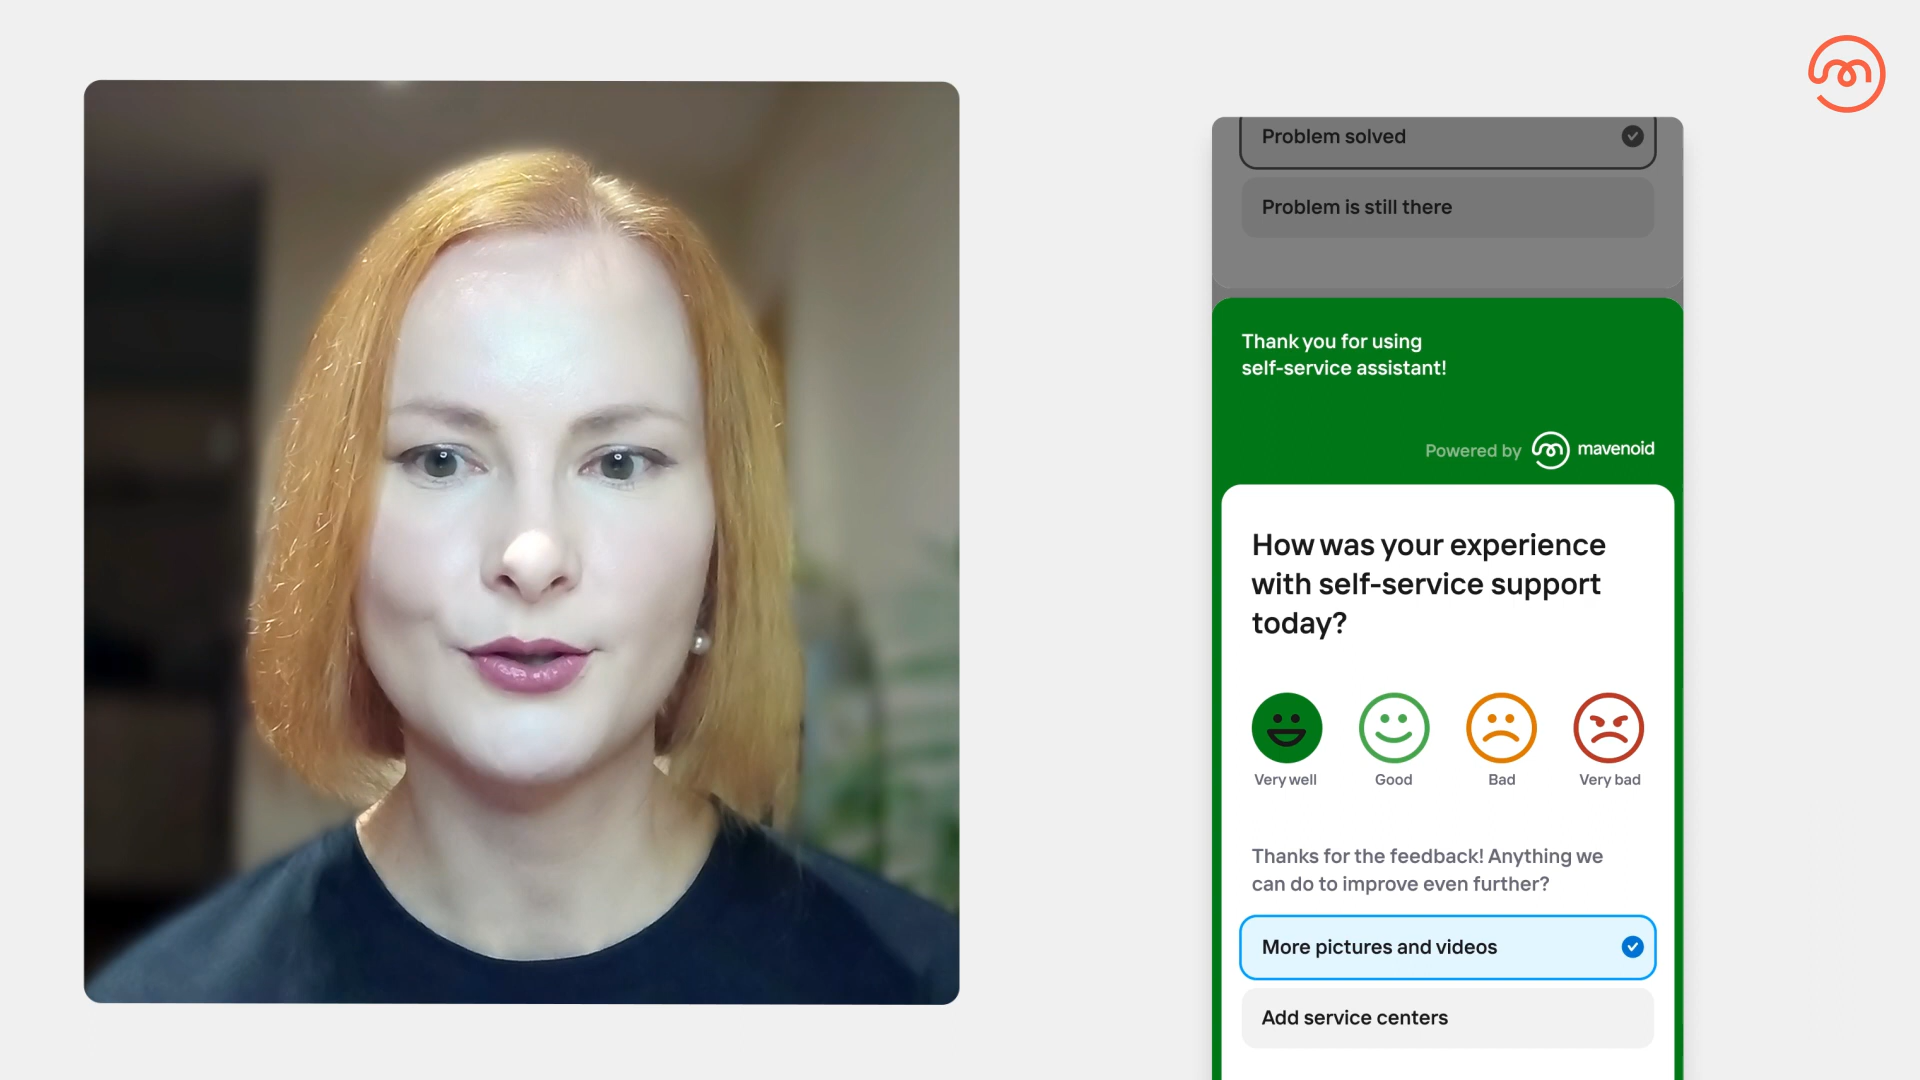 Problem solved
Problem is still there
Thank you for using
self-service assistant!
Powered by mavenoid
How was your experience
with self-service support
today?
Very well
Good
Bad
Very bad
Thanks for the feedback! Anything we
can do to improve even further?
More pictures and videos
Add service centers